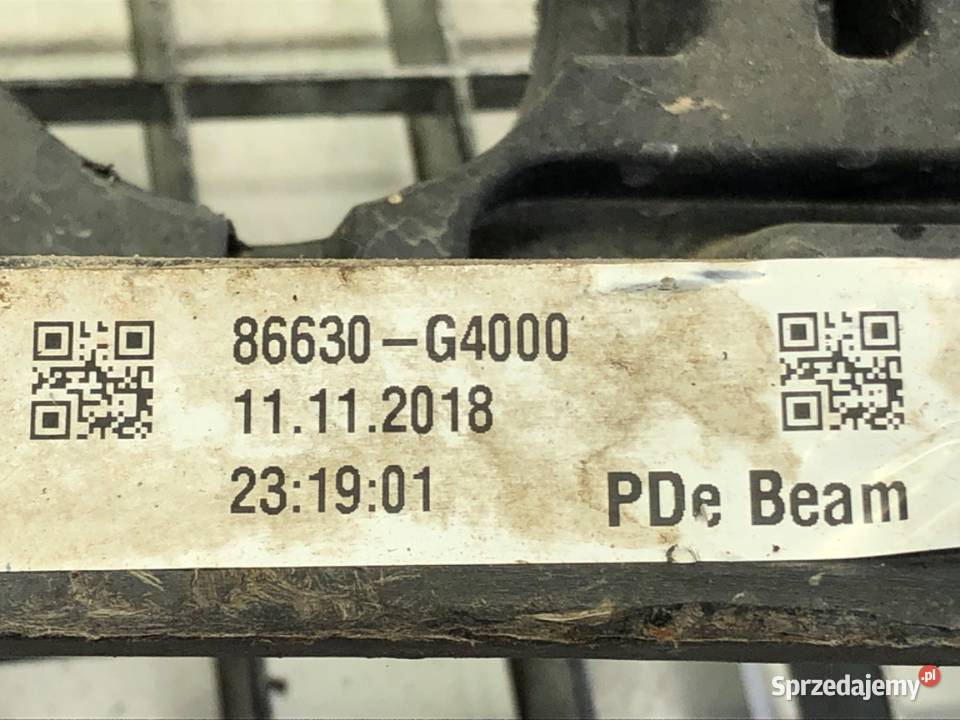 86630-G4000
11.11.2018
23:19:01
PDe Beam
Sprzedajemy.pl